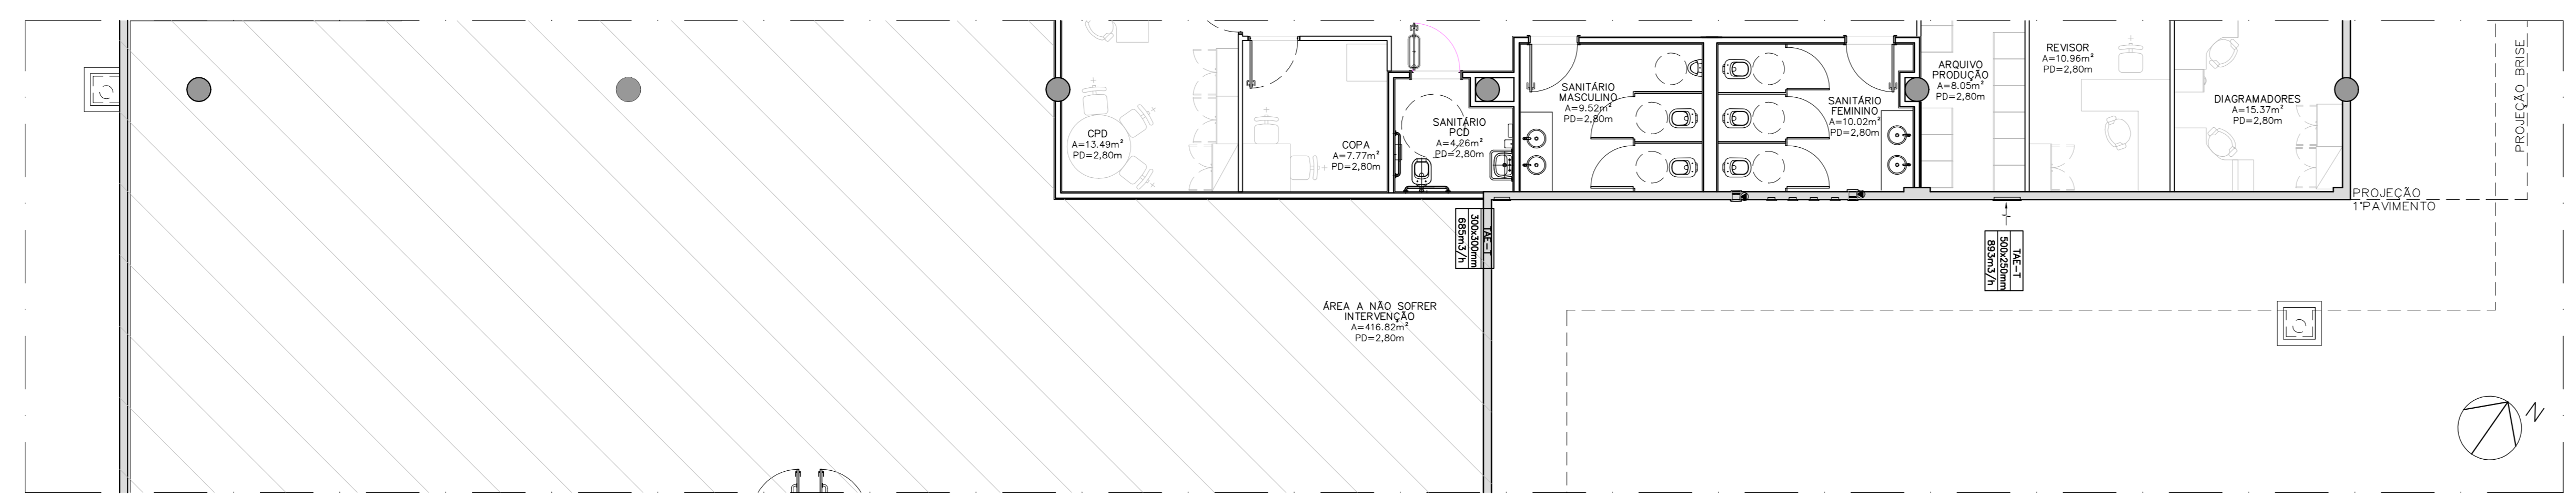 CPD
A=13.49m²
PD=2,80m
COPA
A=7.77m²
PD=2,80m
SANITÁRIO
PCD
A=4.26m²
PD=2,80m
SANITÁRIO
MASCULINO
A=9.52m²
PD=2,80m
SANITÁRIO
FEMININO
A=10.02m²
PD=2,80m
ARQUIVO
PRODUÇÃO
A=8.05m²
PD=2,80m
REVISOR
A=10.96m²
PD=2,80m
DIAGRAMADORES
A=15.37m²
PD=2,80m
PROJEÇÃO BRISE
PROJEÇÃO
1°PAVIMENTO
TAE-T
300x300mm
685m3/h
TAE-T
500x250mm
893m3/h
ÁREA A NÃO SOFRER
INTERVENÇÃO
A=416.82m²
PD=2,80m
N